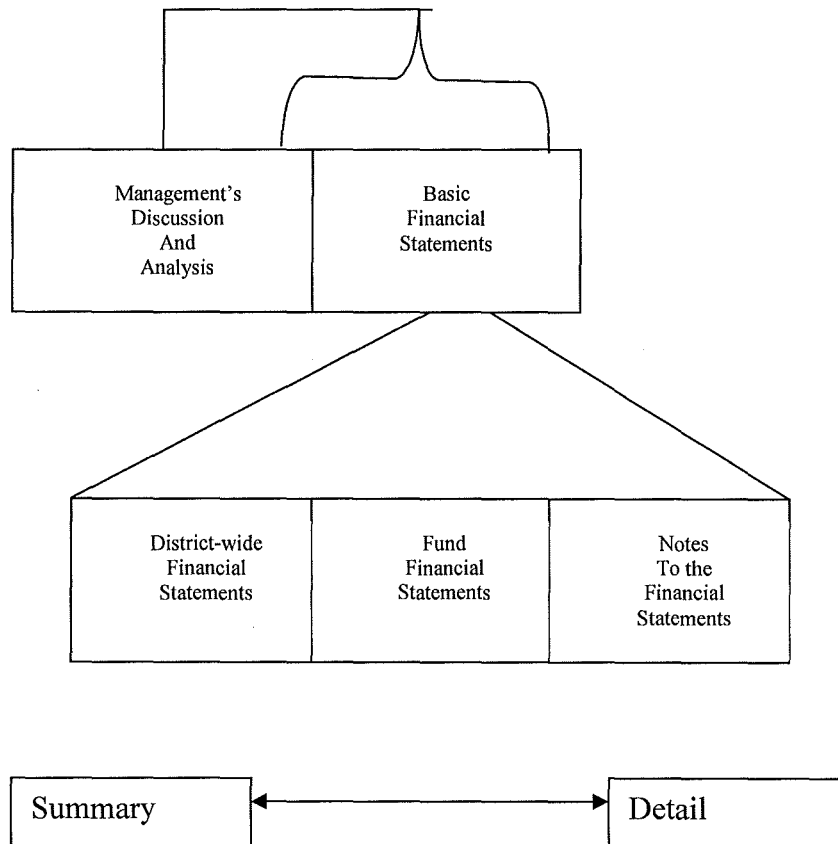 Management's
Discussion
And
Analysis
Basic
Financial
Statements
District-wide
Financial
Statements
Fund
Financial
Statements
Notes
To the
Financial
Statements
Summary
Detail